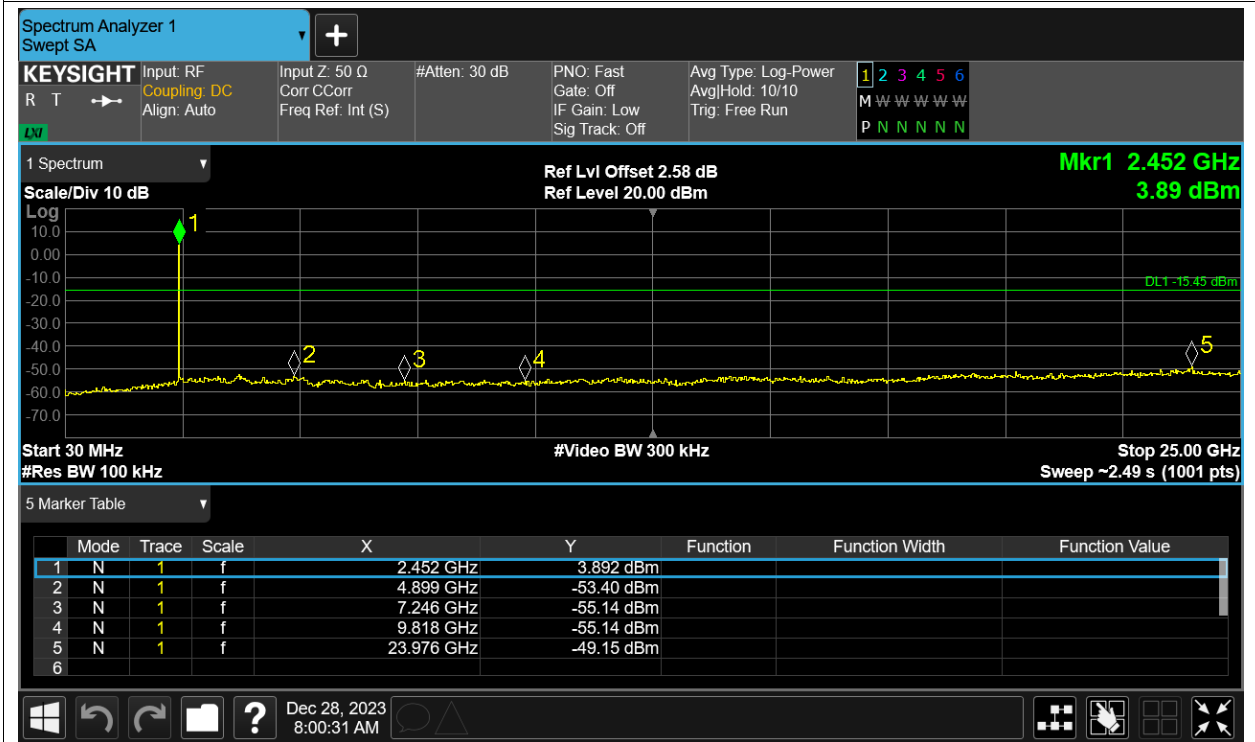 Spectrum Analyzer 1
Swept SA
+
KEYSIGHT
R T
LXI
Input: RF
Coupling: DC
Align: Auto
Input Z: 50 Ω
Corr CCorr
Freq Ref: Int (S)
#Atten: 30 dB
PNO: Fast
Gate: Off
IF Gain: Low
Sig Track: Off
Avg Type: Log-Power
Avg|Hold: 10/10
Trig: Free Run
1 2 3 4 5 6
M W W W W W
P N N N N N
1 Spectrum
Scale/Div 10 dB
Ref Lvl Offset 2.58 dB
Ref Level 20.00 dBm
Mkr1 2.452 GHz
3.89 dBm
Log
10.0
0.00
-10.0
-20.0
-30.0
-40.0
-50.0
-60.0
-70.0
1
2
3
4
5
DL1 -15.45 dBm
Start 30 MHz
#Video BW 300 kHz
Stop 25.00 GHz
#Res BW 100 kHz
Sweep ~2.49 s (1001 pts)
5 Marker Table
Mode Trace Scale X Y Function Function Width Function Value
1 N 1 f 2.452 GHz 3.892 dBm
2 N 1 f 4.899 GHz -53.40 dBm
3 N 1 f 7.246 GHz -55.14 dBm
4 N 1 f 9.818 GHz -55.14 dBm
5 N 1 f 23.976 GHz -49.15 dBm
6
?
Dec 28, 2023
8:00:31 AM